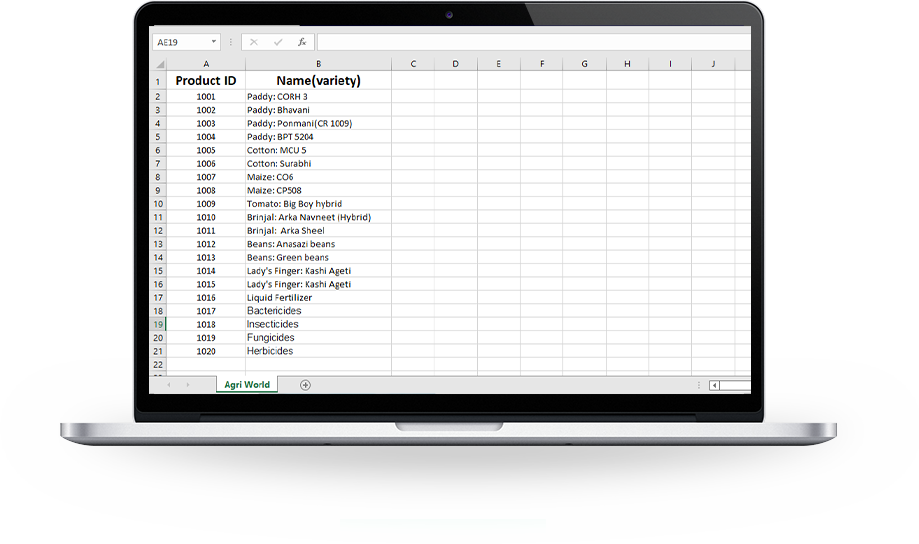 AE19
fx
A B C D E F G H I J
1 Product ID Name(variety)
2 1001 Paddy: CORH 3
3 1002 Paddy: Bhavani
4 1003 Paddy: Ponmani(CR 1009)
5 1004 Paddy: BPT 5204
6 1005 Cotton: MCU 5
7 1006 Cotton: Surabhi
8 1007 Maize: CO6
9 1008 Maize: CP508
10 1009 Tomato: Big Boy hybrid
11 1010 Brinjal: Arka Navneet (Hybrid)
12 1011 Brinjal: Arka Sheel
13 1012 Beans: Anasazi beans
14 1013 Beans: Green beans
15 1014 Lady's Finger: Kashi Ageti
16 1015 Lady's Finger: Kashi Ageti
17 1016 Liquid Fertilizer
18 1017 Bactericides
19 1018 Insecticides
20 1019 Fungicides
21 1020 Herbicides
22
Agri World